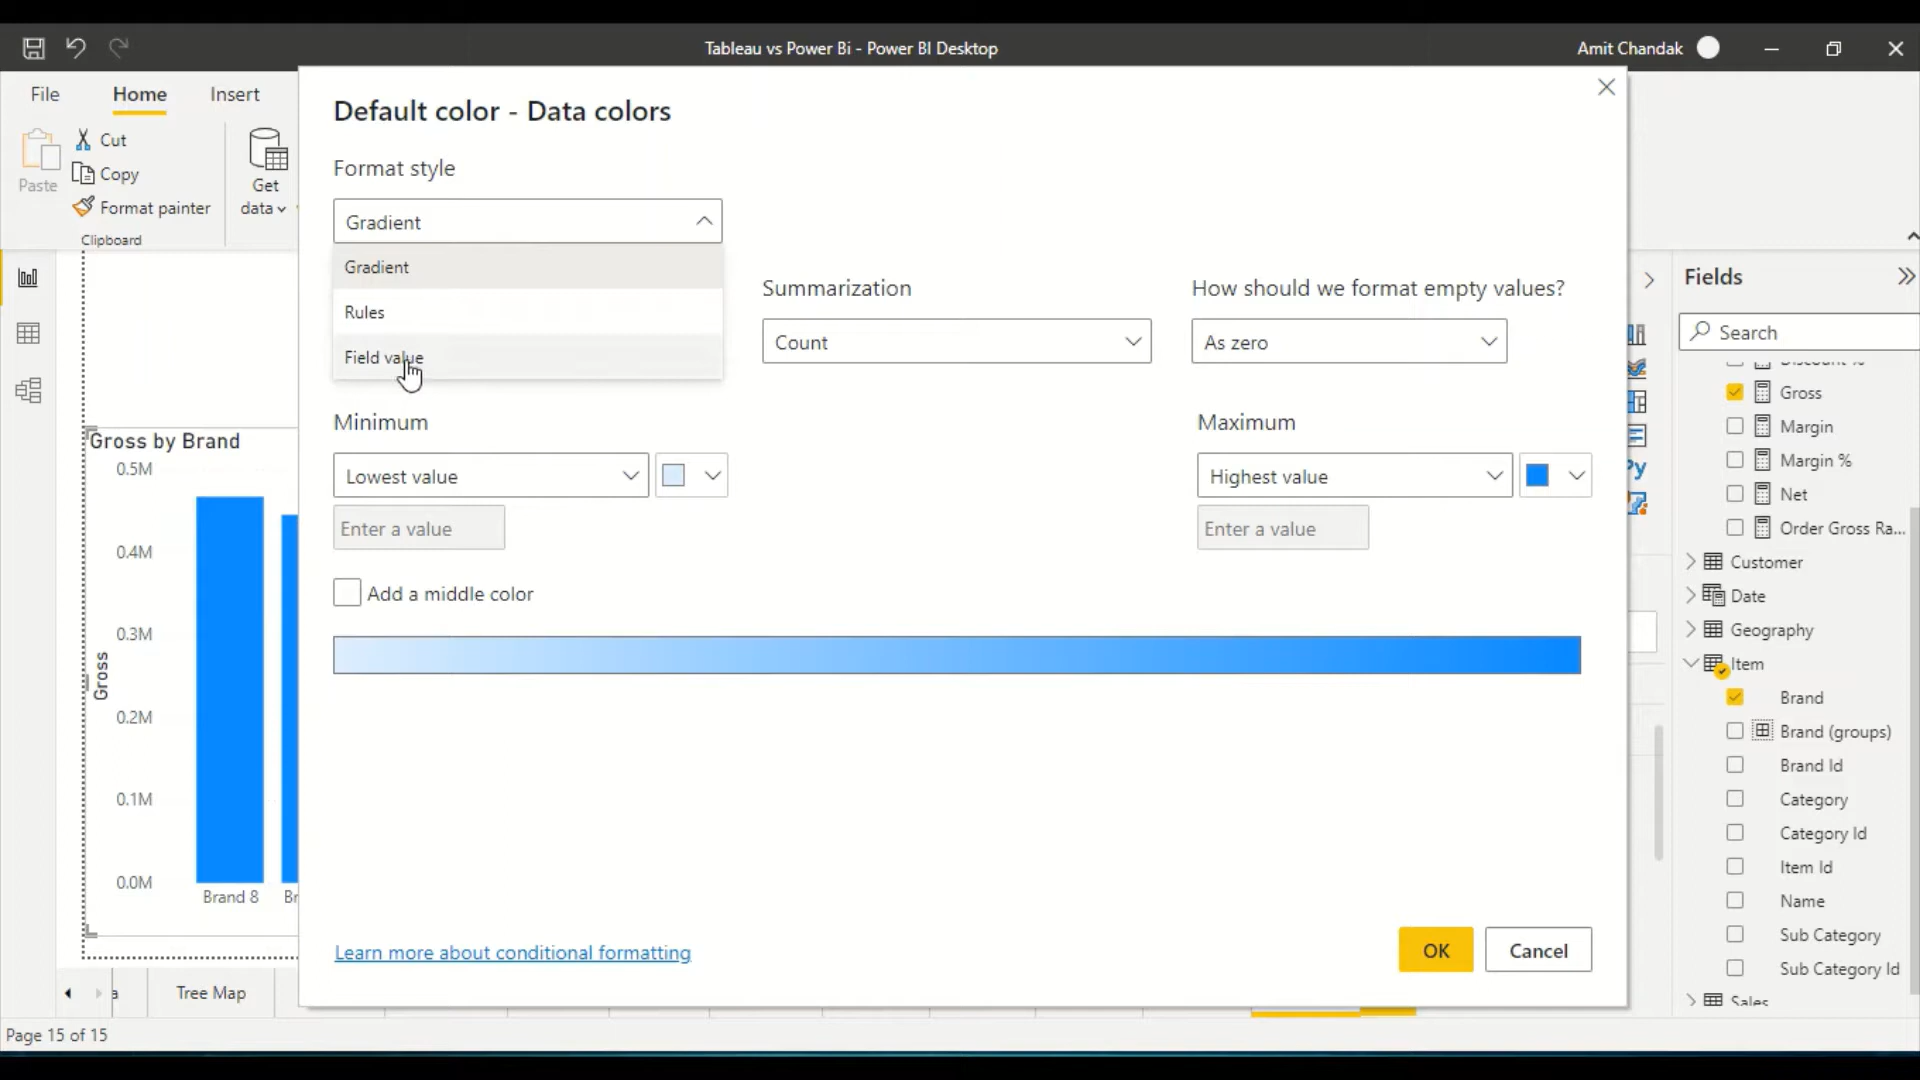 Tableau vs Power Bi - Power BI Desktop
Amit Chandak
File
Home
Insert
Paste
Cut
Copy
Format painter
Clipboard
Get
data
Default color - Data colors
Format style
Gradient
Gradient
Rules
Field value
Summarization
Count
How should we format empty values?
As zero
Minimum
Lowest value
Enter a value
Maximum
Highest value
Enter a value
Add a middle color
Learn more about conditional formatting
OK
Cancel
Gross by Brand
0.5M
0.4M
0.3M
0.2M
0.1M
0.0M
Gross
Brand 8
Br
a
Tree Map
Page 15 of 15
Fields
Search
Discount %
Gross
Margin
Margin %
Net
Order Gross Ra...
Customer
Date
Geography
Item
Brand
Brand (groups)
Brand Id
Category
Category Id
Item Id
Name
Sub Category
Sub Category Id
Sales
Py